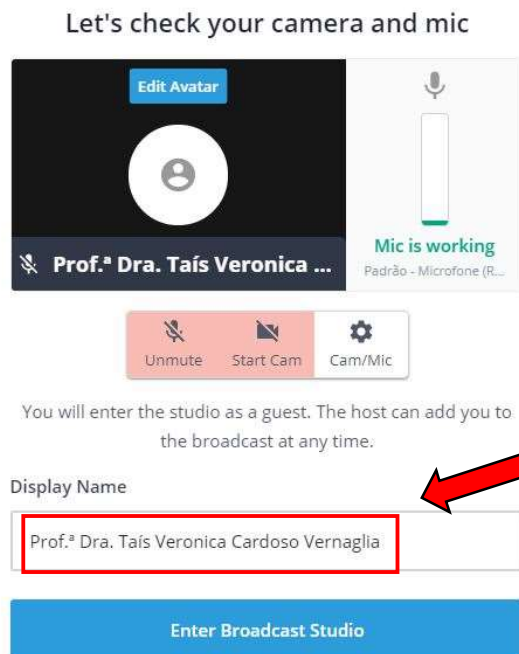 Let's check your camera and mic
Edit Avatar
Prof.ª Dra. Taís Veronica ...
Mic is working
Padrão - Microfone (R...
Unmute
Start Cam
Cam/Mic
You will enter the studio as a guest. The host can add you to
the broadcast at any time.
Display Name
Prof.ª Dra. Taís Veronica Cardoso Vernaglia
Enter Broadcast Studio